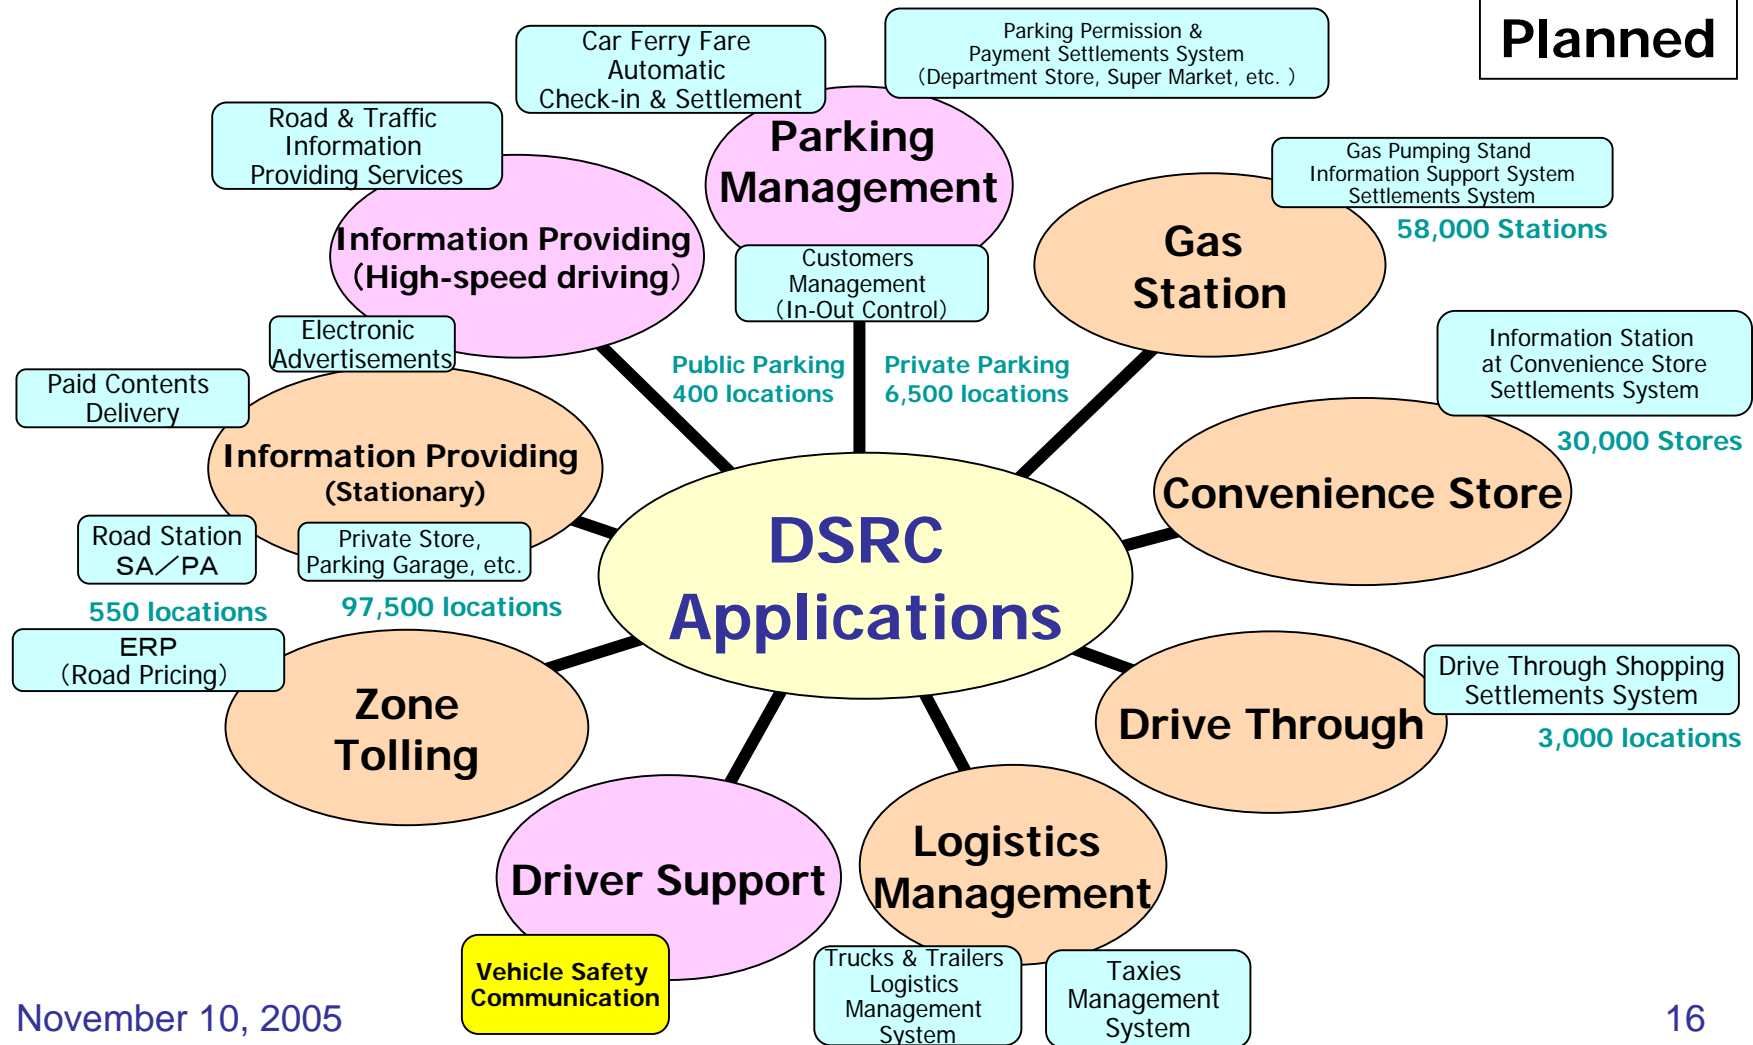 Planned
Car Ferry Fare
Automatic
Check-in & Settlement
Parking Permission &
Payment Settlements System
（Department Store, Super Market, etc. ）
Road & Traffic
Information
Providing Services
Parking
Management
Gas Pumping Stand
Information Support System
Settlements System
58,000 Stations
Information Providing
（High-speed driving）
Customers
Management
（In-Out Control）
Gas
Station
Electronic
Advertisements
Public Parking
400 locations
Private Parking
6,500 locations
Information Station
at Convenience Store
Settlements System
30,000 Stores
Paid Contents
Delivery
Information Providing
(Stationary)
Convenience Store
Road Station
SA／PA
550 locations
Private Store,
Parking Garage, etc.
97,500 locations
DSRC
Applications
ERP
（Road Pricing）
Zone
Tolling
Drive Through
Drive Through Shopping
Settlements System
3,000 locations
Driver Support
Vehicle Safety
Communication
Logistics
Management
Trucks & Trailers
Logistics
Management
System
Taxies
Management
System
November 10, 2005
16